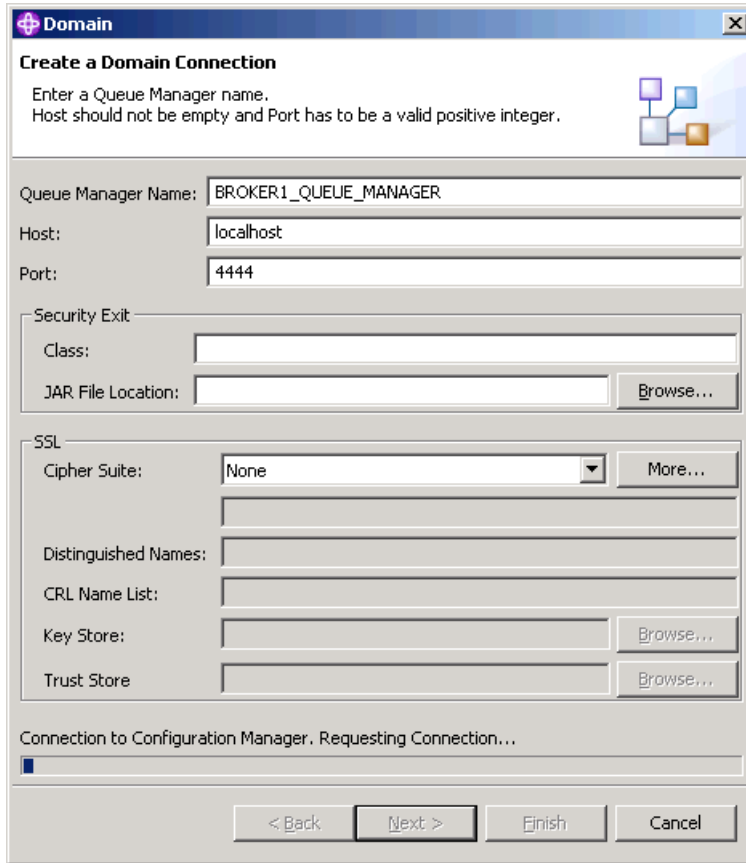 Domain
Create a Domain Connection
Enter a Queue Manager name.
Host should not be empty and Port has to be a valid positive integer.
Queue Manager Name: BROKER1_QUEUE_MANAGER
Host: localhost
Port: 4444
Security Exit
Class:
JAR File Location: Browse...
SSL
Cipher Suite: None More...
Distinguished Names:
CRL Name List:
Key Store: Browse...
Trust Store Browse...
Connection to Configuration Manager. Requesting Connection...
< Back Next > Finish Cancel